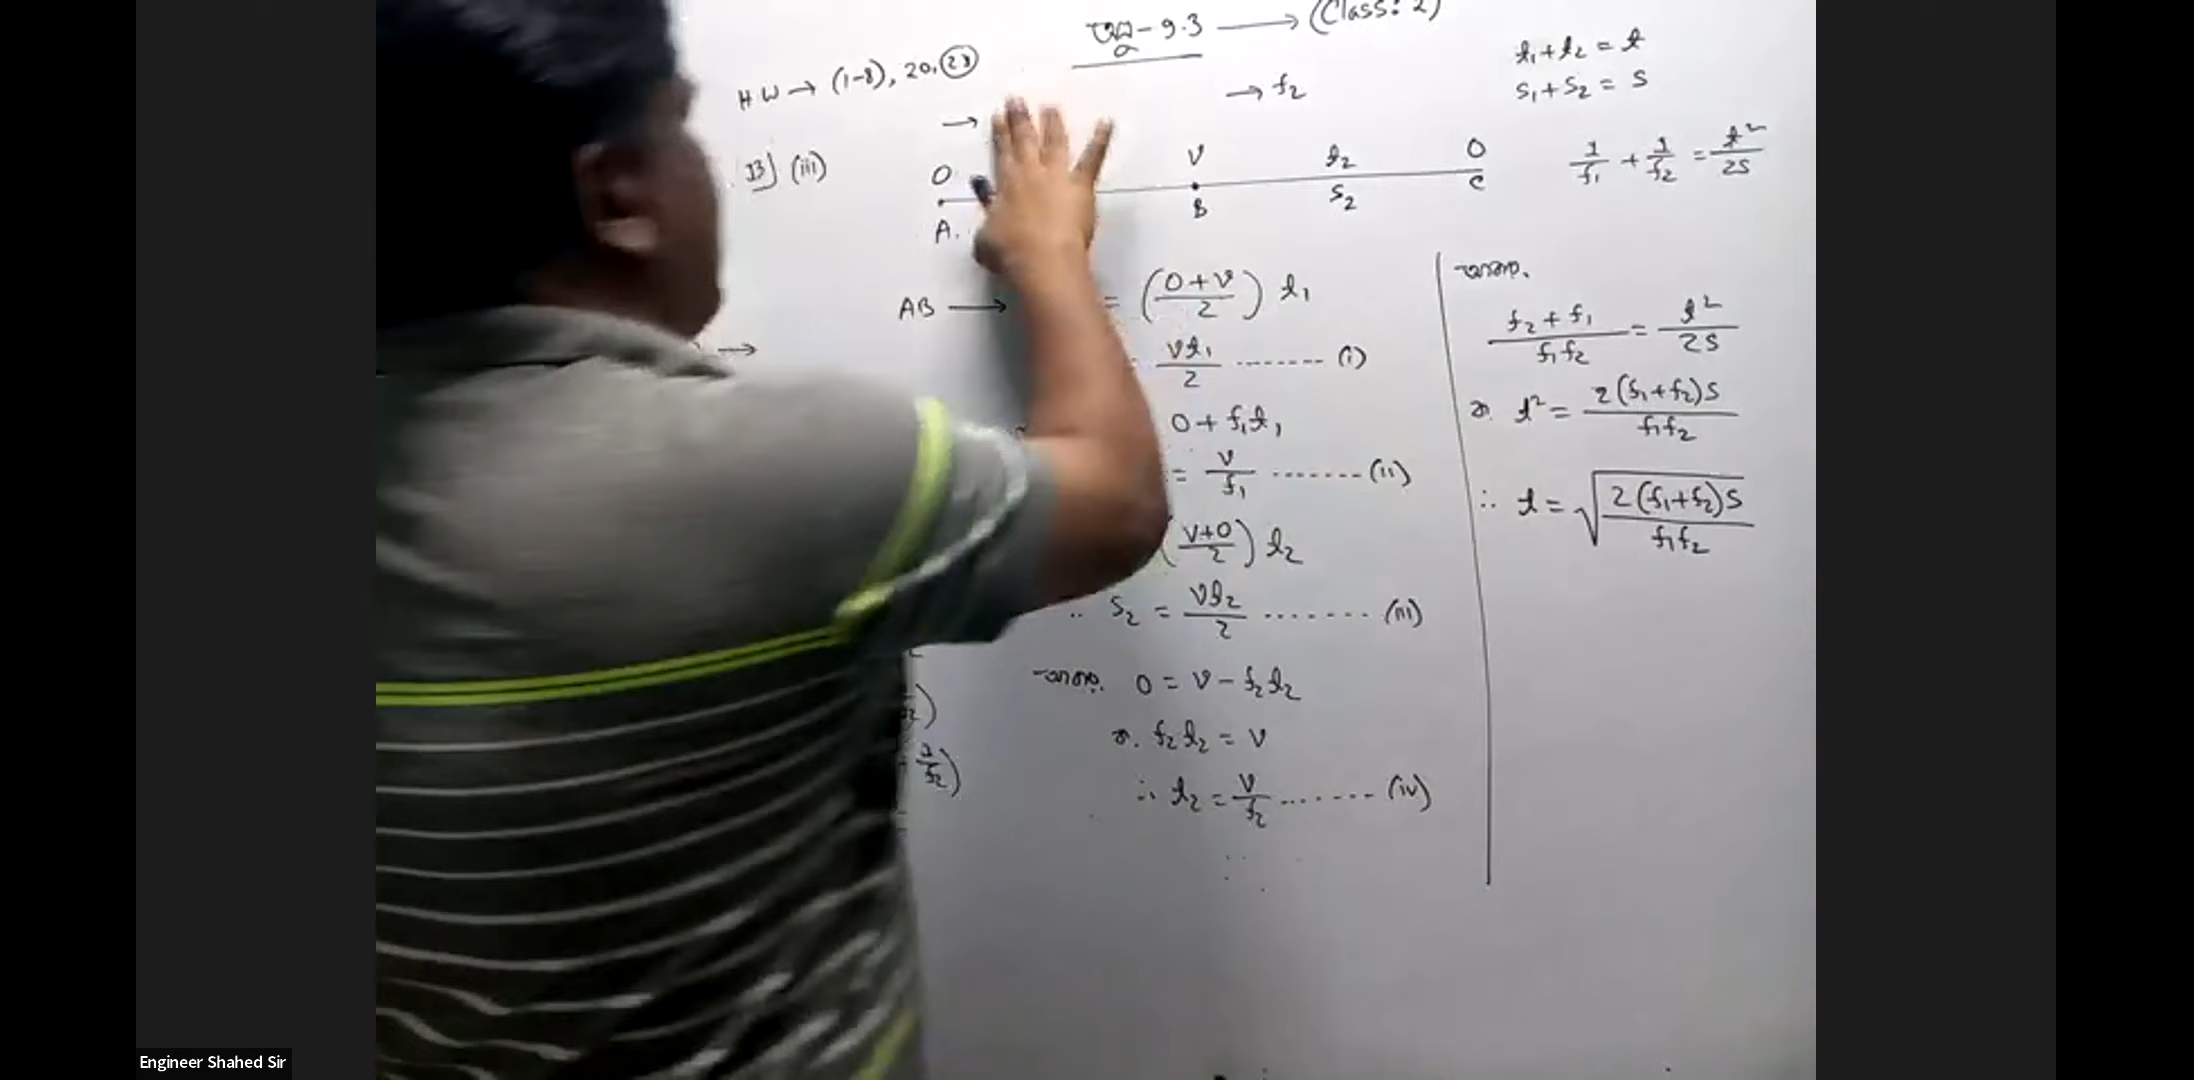 অনু-9.3 ⟶ (Class: 2)
HW → (1-8), 20,
→ f₂
t₁+t₂ = t
s₁+s₂ = s
1/f₁ + 1/f₂ = t²/2s
13] (iii)
O V t₂ O
A. B s₂ C
AB ⟶ = ((0+v)/2) t₁
vt₁/2 ........ (i)
0 + f₁t₁
= v/f₁ ........ (ii)
((v+0)/2) t₂
∴ s₂ = vt₂/2 ........ (iii)
আবার, 0 = v - f₂t₂
বা, f₂t₂ = v
∴ t₂ = v/f₂ ........ (iv)
1/f₂)
আবার,
(f₂+f₁)/f₁f₂ = t²/2s
বা, t² = 2(f₁+f₂)s/f₁f₂
∴ t = √(2(f₁+f₂)s/f₁f₂)
Engineer Shahed Sir